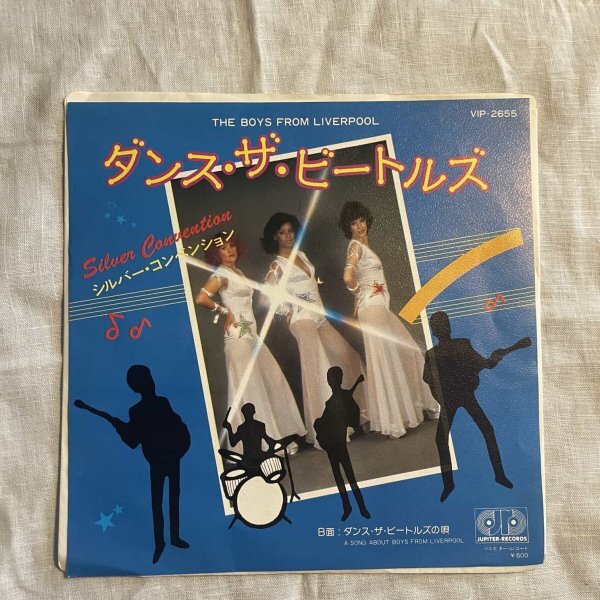 THE BOYS FROM LIVERPOOL
VIP-2655
ダンス・ザ・ビートルズ
Silver Convention
シルバー・コンベンション
B面：ダンス・ザ・ビートルズの唄
A SONG ABOUT BOYS FROM LIVERPOOL
JUPITER-RECORDS
ジュピター・レコード
¥600